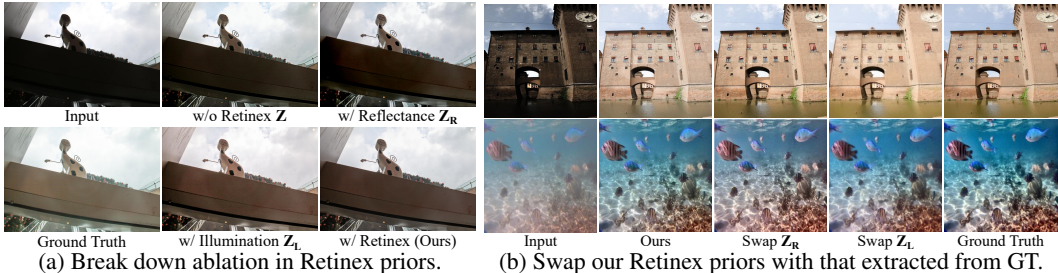 Input
w/o Retinex Z
w/ Reflectance Z_R
Ground Truth
w/ Illumination Z_L
w/ Retinex (Ours)
(a) Break down ablation in Retinex priors.
Input
Ours
Swap Z_R
Swap Z_L
Ground Truth
(b) Swap our Retinex priors with that extracted from GT.